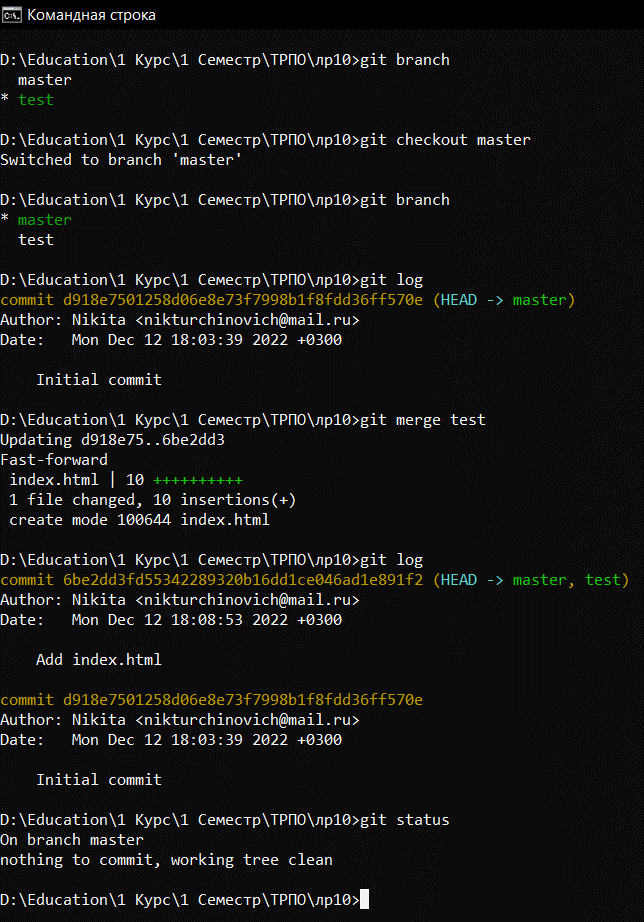 Командная строка
D:\Education\1 Курс\1 Семестр\ТРПО\лр10>git branch
  master
* test
D:\Education\1 Курс\1 Семестр\ТРПО\лр10>git checkout master
Switched to branch 'master'
D:\Education\1 Курс\1 Семестр\ТРПО\лр10>git branch
* master
  test
D:\Education\1 Курс\1 Семестр\ТРПО\лр10>git log
commit d918e7501258d06e8e73f7998b1f8fdd36ff570e (HEAD -> master)
Author: Nikita <nikturchinovich@mail.ru>
Date:   Mon Dec 12 18:03:39 2022 +0300
    Initial commit
D:\Education\1 Курс\1 Семестр\ТРПО\лр10>git merge test
Updating d918e75..6be2dd3
Fast-forward
 index.html | 10 ++++++++++
 1 file changed, 10 insertions(+)
 create mode 100644 index.html
D:\Education\1 Курс\1 Семестр\ТРПО\лр10>git log
commit 6be2dd3fd55342289320b16dd1ce046ad1e891f2 (HEAD -> master, test)
Author: Nikita <nikturchinovich@mail.ru>
Date:   Mon Dec 12 18:08:53 2022 +0300
    Add index.html
commit d918e7501258d06e8e73f7998b1f8fdd36ff570e
Author: Nikita <nikturchinovich@mail.ru>
Date:   Mon Dec 12 18:03:39 2022 +0300
    Initial commit
D:\Education\1 Курс\1 Семестр\ТРПО\лр10>git status
On branch master
nothing to commit, working tree clean
D:\Education\1 Курс\1 Семестр\ТРПО\лр10>